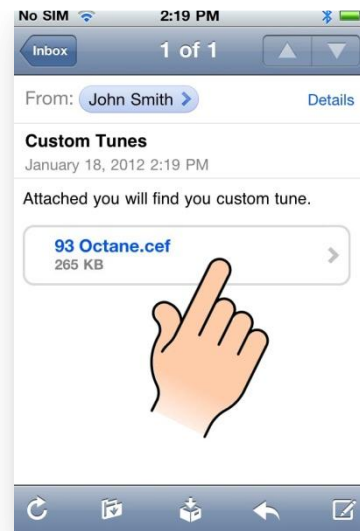 No SIM 2:19 PM
Inbox 1 of 1
From: John Smith Details
Custom Tunes
January 18, 2012 2:19 PM
Attached you will find you custom tune.
93 Octane.cef
265 KB